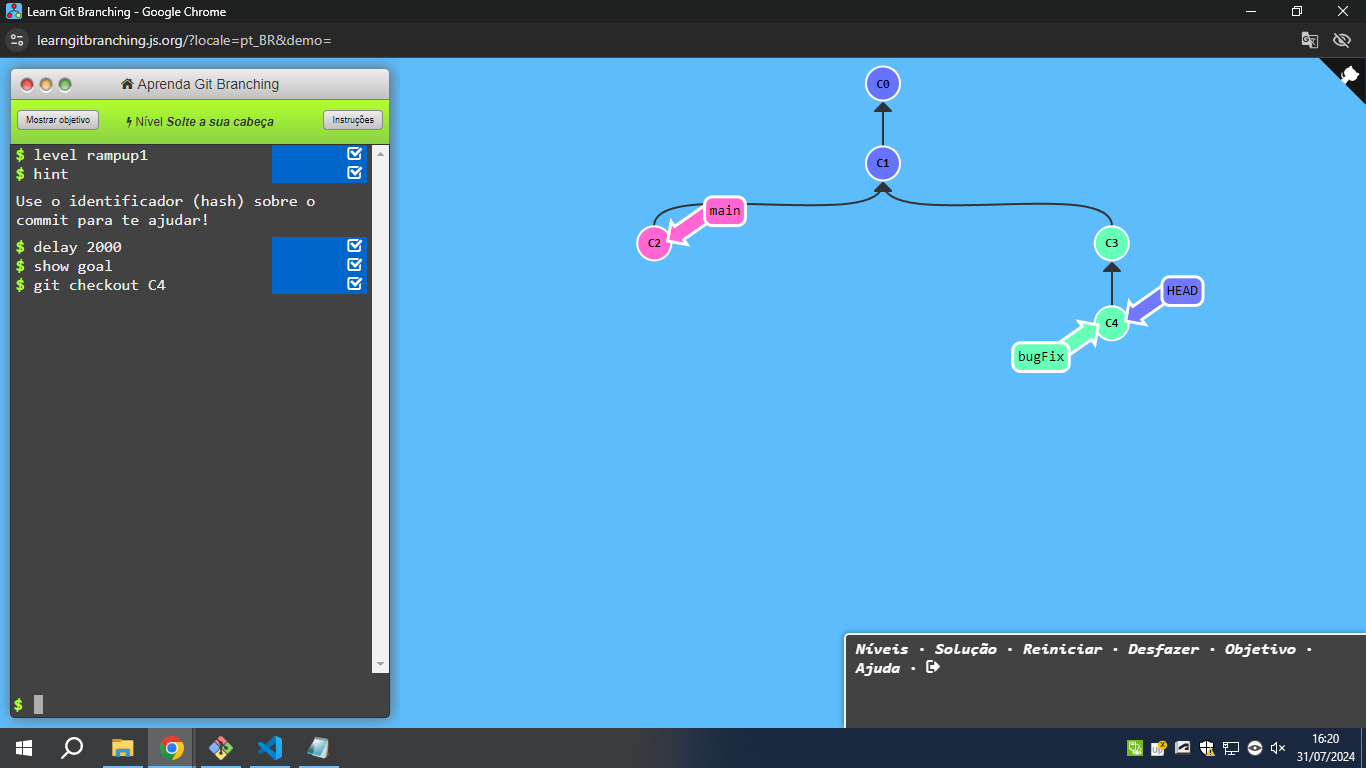 Learn Git Branching - Google Chrome
learngitbranching.js.org/?locale=pt_BR&demo=
Aprenda Git Branching
Mostrar objetivo
Nível Solte a sua cabeça
Instruções
$ level rampup1
$ hint
Use o identificador (hash) sobre o
commit para te ajudar!
$ delay 2000
$ show goal
$ git checkout C4
$
C0
C1
main
C2
C3
HEAD
C4
bugFix
Níveis · Solução · Reiniciar · Desfazer · Objetivo ·
Ajuda ·
16:20
31/07/2024